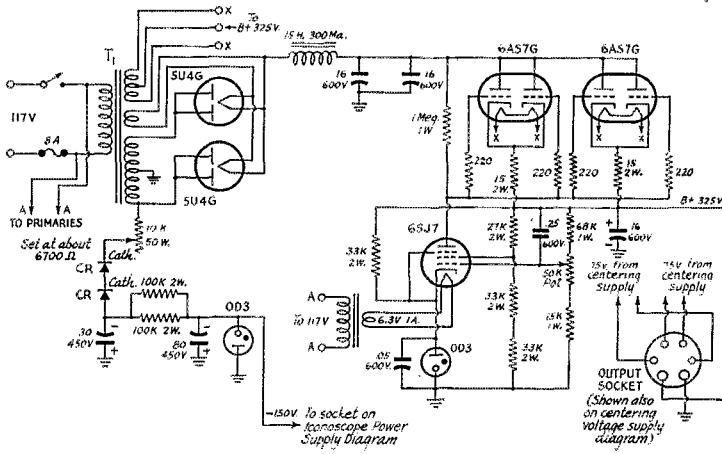 X
To
B+ 325V.
X
T1
117V
8A
A A
TO PRIMARIES
Set at about
6700 Ω
5U4G
5U4G
10 K
50 W.
Cath.
CR
Cath.
CR
100K 2W.
100K 2W.
30
450V
80
450V
OD3
-150V.
To socket on
Iconoscope Power
Supply Diagram
15 H. 300 Ma.
16
600V
16
600V
1 Meg.
1W
6AS7G
6AS7G
X X
X X
220
15
2W.
220
220
15
2W.
220
B+ 325V
6SJ7
33K
2W.
27K
2W.
.25
600V.
68K
1W.
16
600V
50K
Pot
33K
2W.
15K
1W.
33K
2W.
A
To 117V
A
6.3V 1A.
.05
600V.
OD3
75V from
centering
supply
75V from
centering
supply
OUTPUT
SOCKET
(Shown also
on centering
voltage supply
diagram)